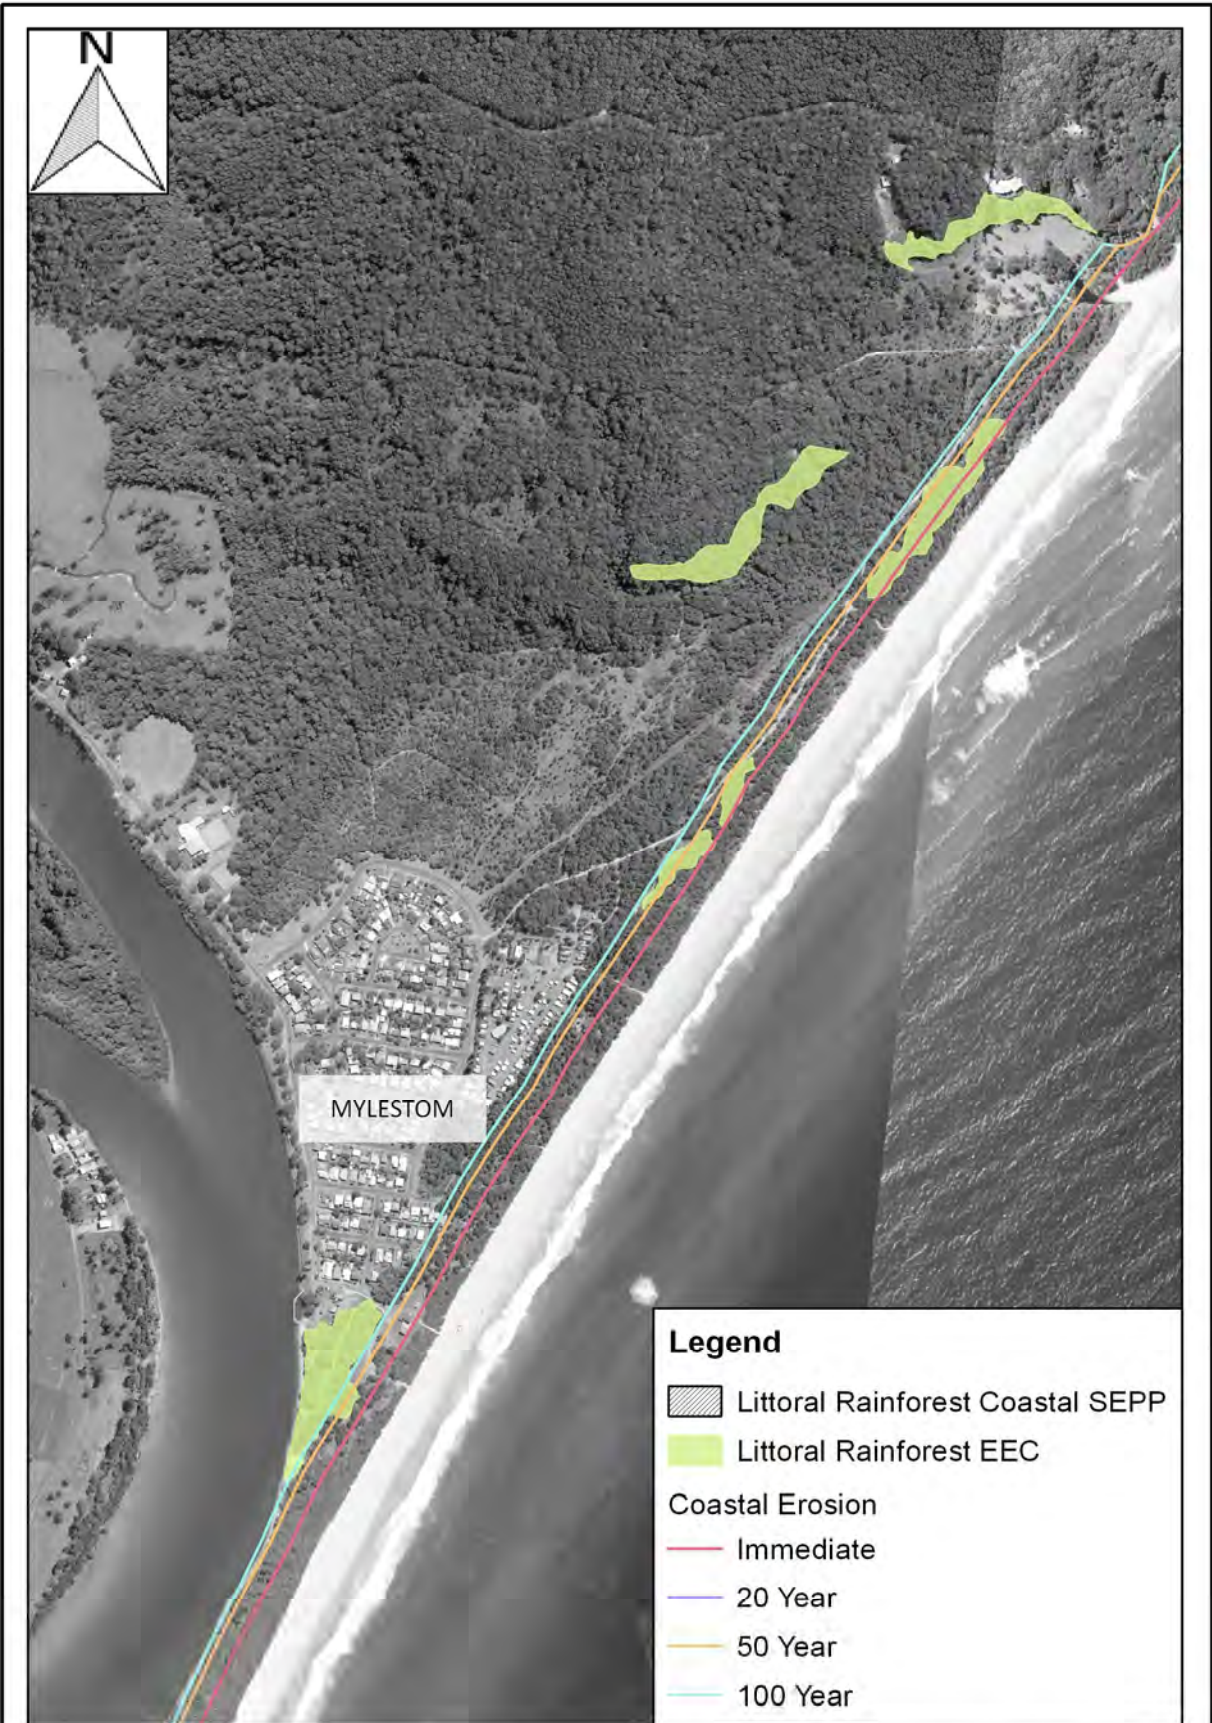 N
MYLESTOM
Legend
Littoral Rainforest Coastal SEPP
Littoral Rainforest EEC
Coastal Erosion
Immediate
20 Year
50 Year
100 Year